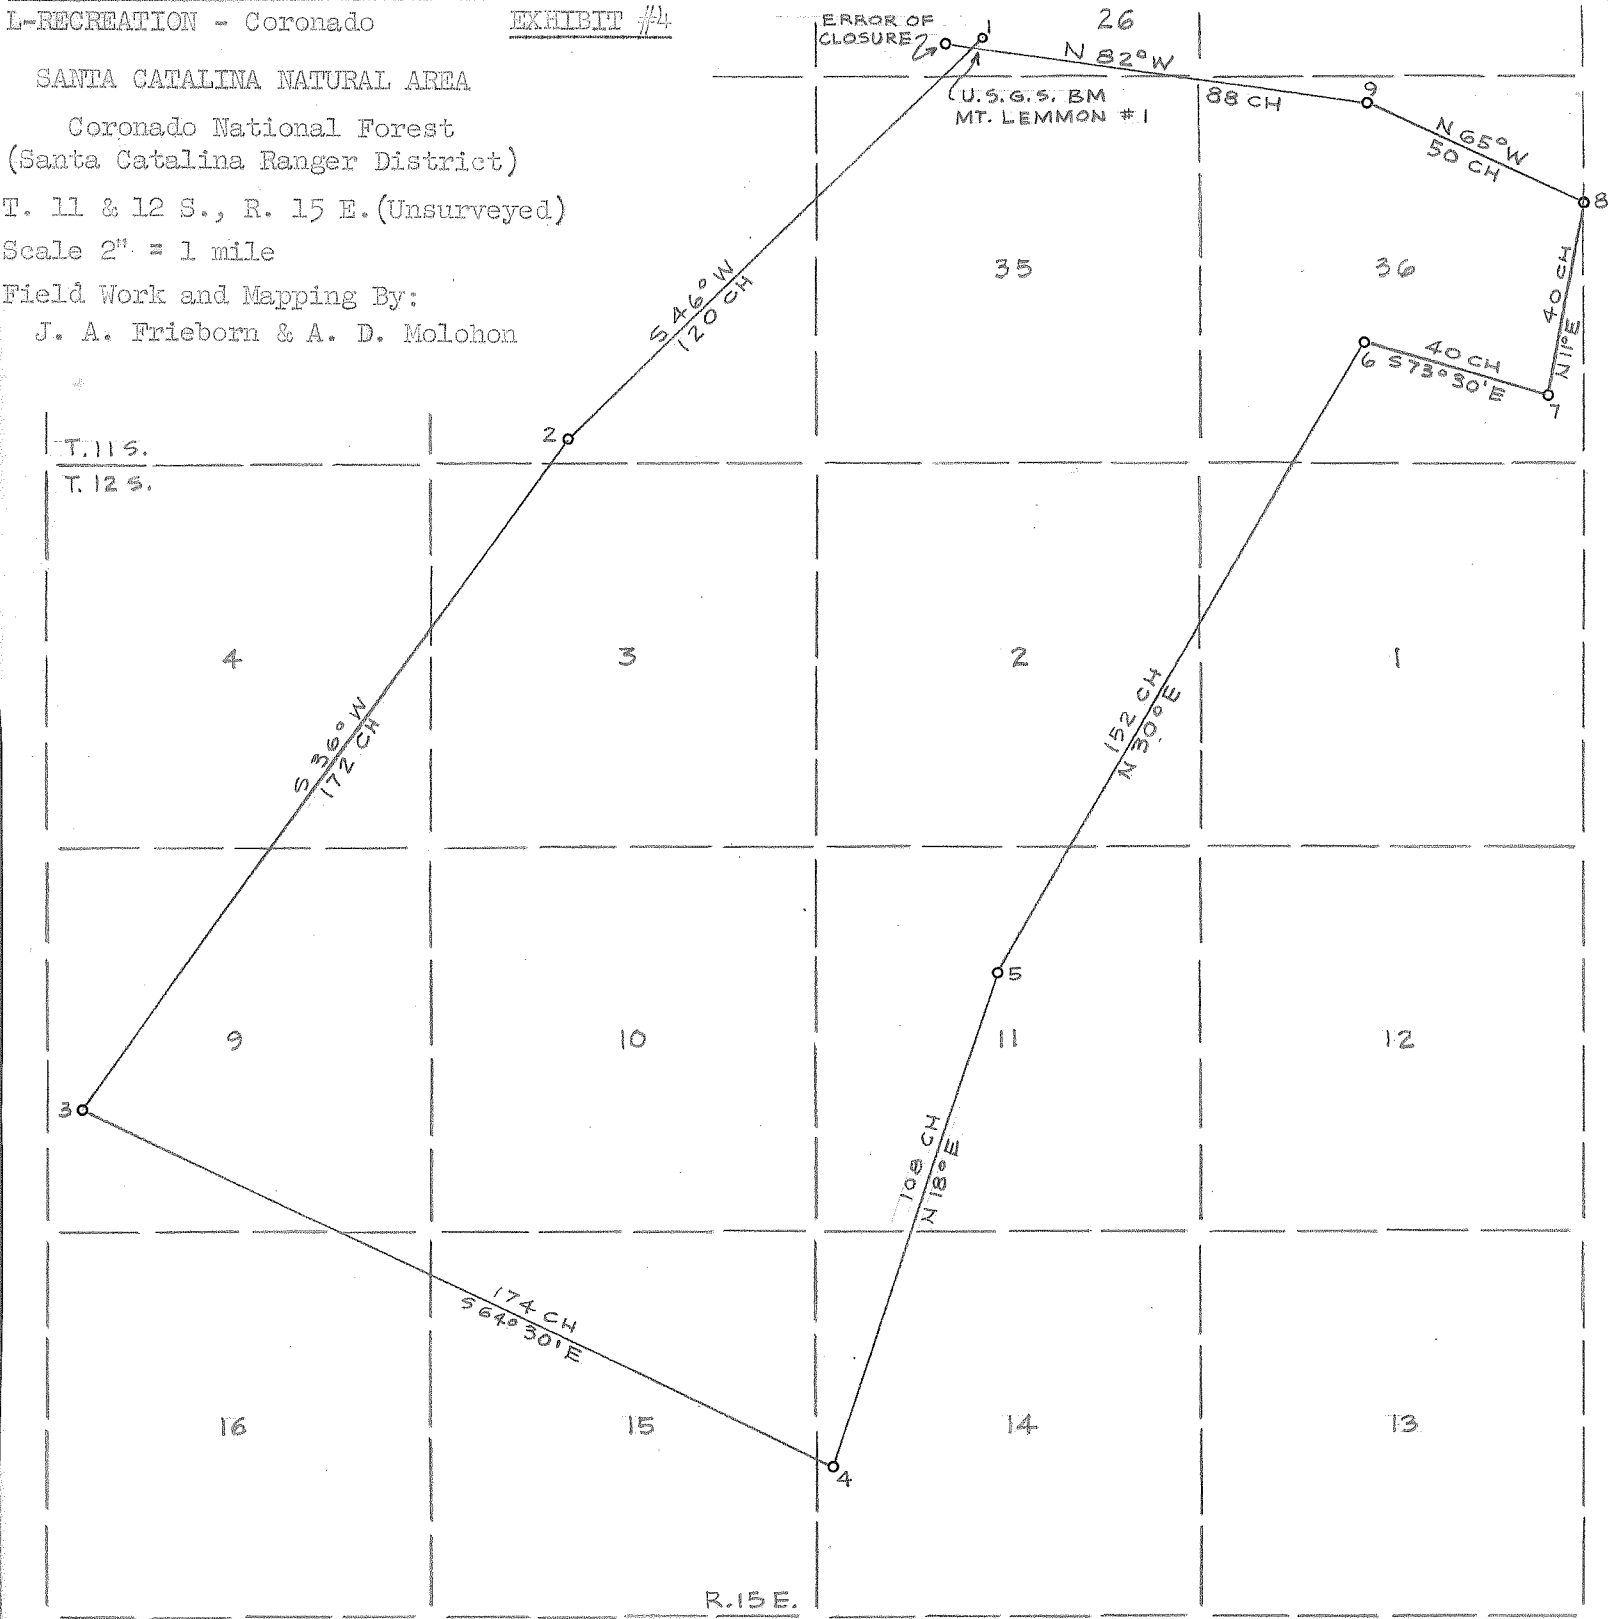 L-RECREATION - Coronado
EXHIBIT #4
SANTA CATALINA NATURAL AREA
Coronado National Forest
(Santa Catalina Ranger District)
T. 11 & 12 S., R. 15 E.(Unsurveyed)
Scale 2" = 1 mile
Field Work and Mapping By:
J. A. Frieborn & A. D. Molohon
ERROR OF
CLOSURE
1
26
N 82° W
88 CH
U.S.G.S. BM
MT. LEMMON #1
9
N 65° W
50 CH
8
35
36
40 CH
N 11° E
S 46° W
120 CH
6
40 CH
S 73° 30' E
7
2
T. 11 S.
T. 12 S.
4
3
2
1
S 36° W
172 CH
152 CH
N 30° E
5
9
10
11
12
3
108 CH
N 18° E
174 CH
S 64° 30' E
16
15
14
13
4
R. 15 E.